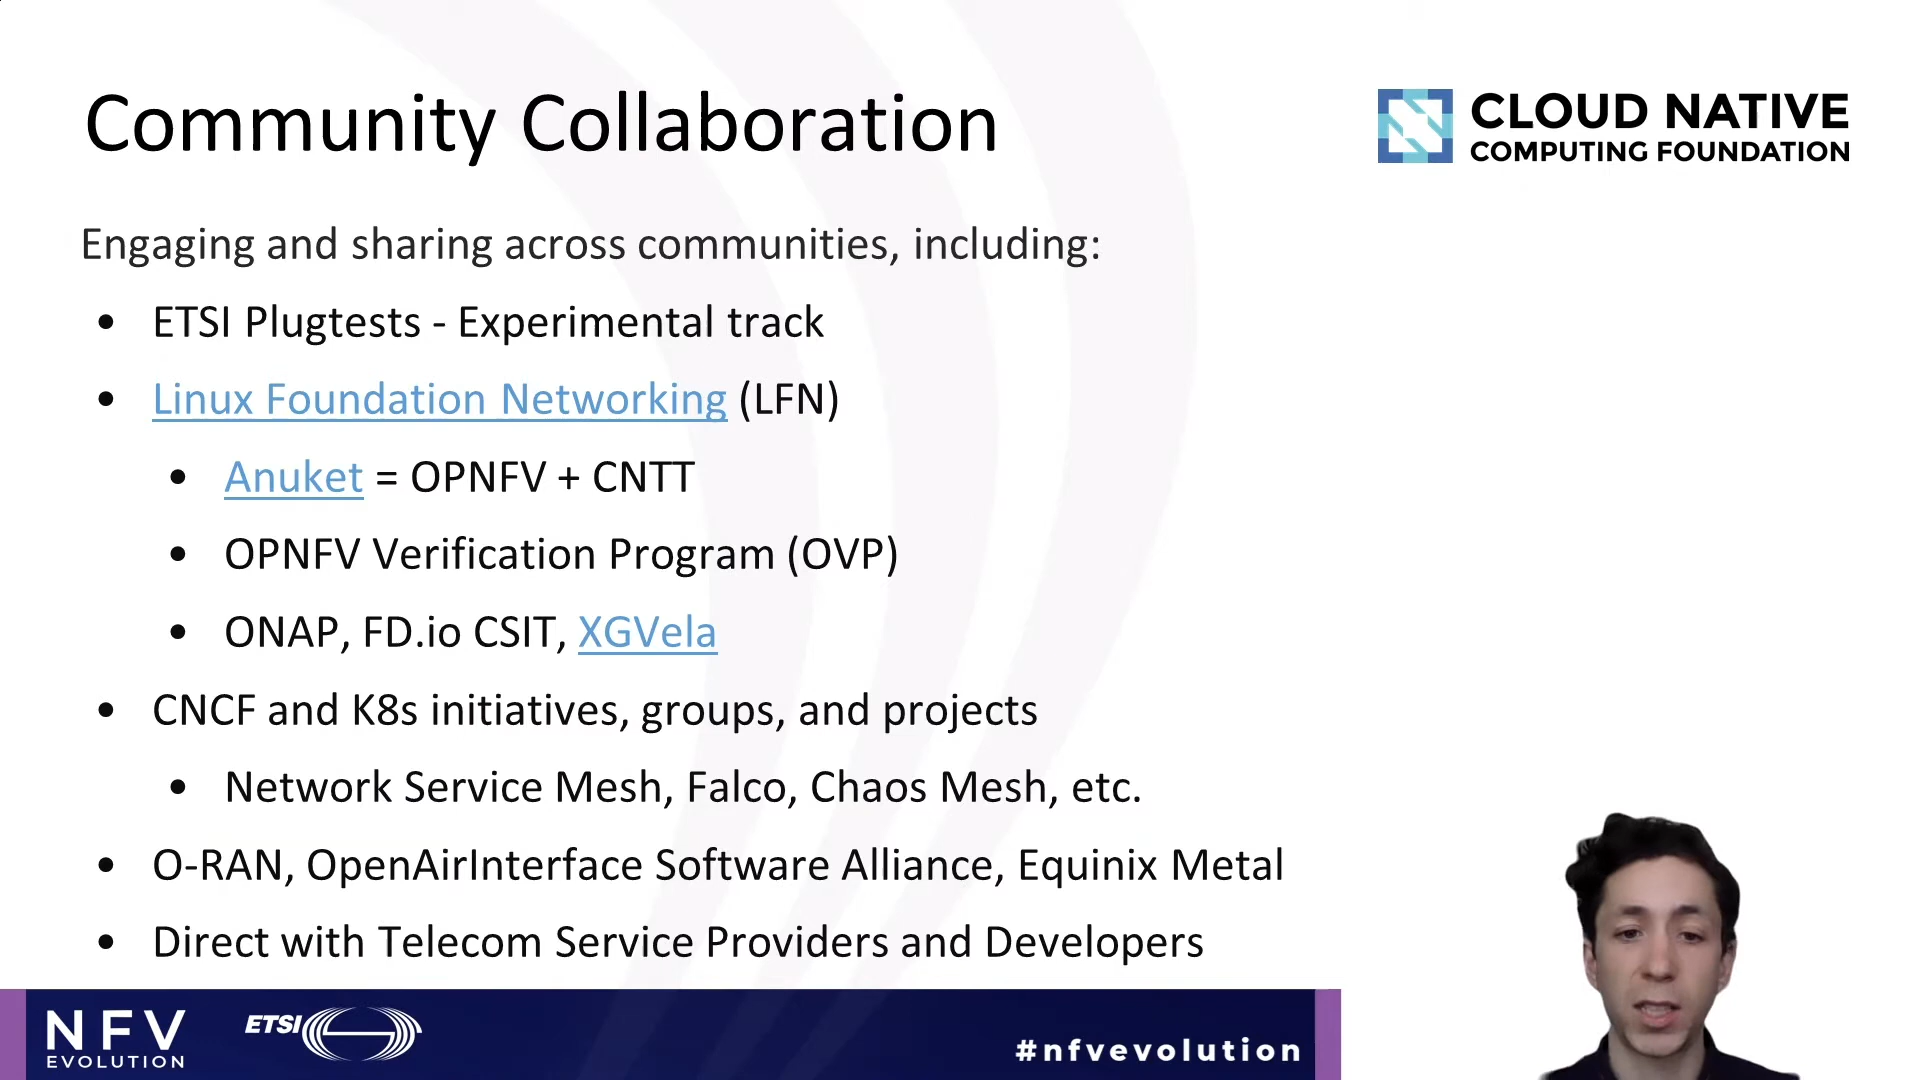 Community Collaboration
CLOUD NATIVE
COMPUTING FOUNDATION
Engaging and sharing across communities, including:
• ETSI Plugtests - Experimental track
• Linux Foundation Networking (LFN)
• Anuket = OPNFV + CNTT
• OPNFV Verification Program (OVP)
• ONAP, FD.io CSIT, XGVela
• CNCF and K8s initiatives, groups, and projects
• Network Service Mesh, Falco, Chaos Mesh, etc.
• O-RAN, OpenAirInterface Software Alliance, Equinix Metal
• Direct with Telecom Service Providers and Developers
NFV
EVOLUTION
ETSI
#nfvevolution